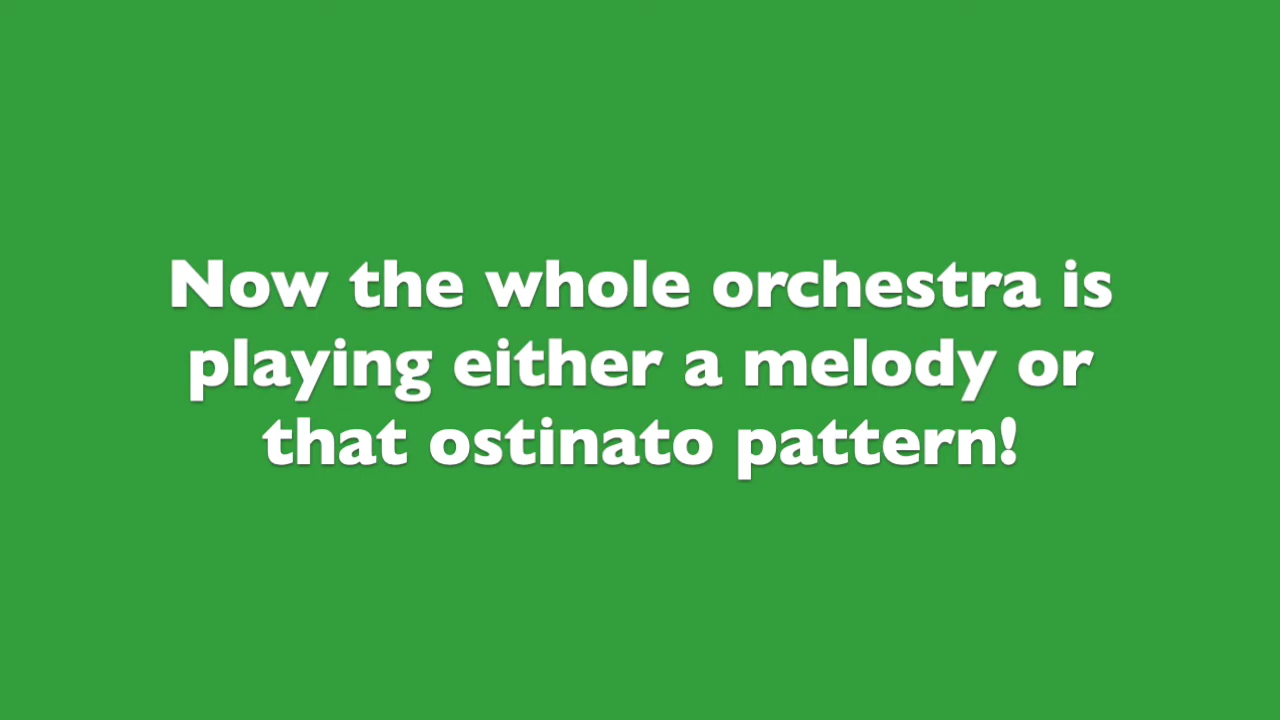 Now the whole orchestra is
playing either a melody or
that ostinato pattern!